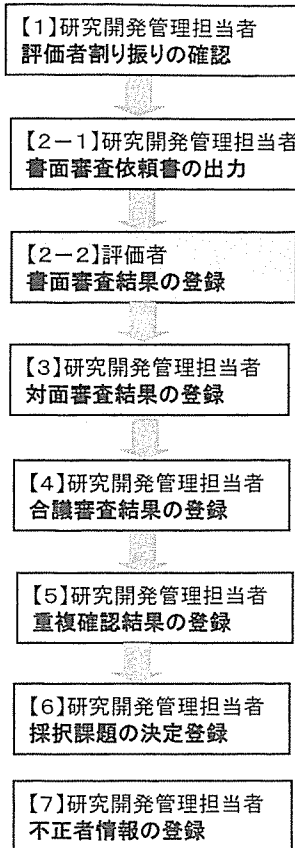 【1】研究開発管理担当者
評価者割り振りの確認
【2－1】研究開発管理担当者
書面審査依頼書の出力
【2－2】評価者
書面審査結果の登録
【3】研究開発管理担当者
対面審査結果の登録
【4】研究開発管理担当者
合議審査結果の登録
【5】研究開発管理担当者
重複確認結果の登録
【6】研究開発管理担当者
採択課題の決定登録
【7】研究開発管理担当者
不正者情報の登録